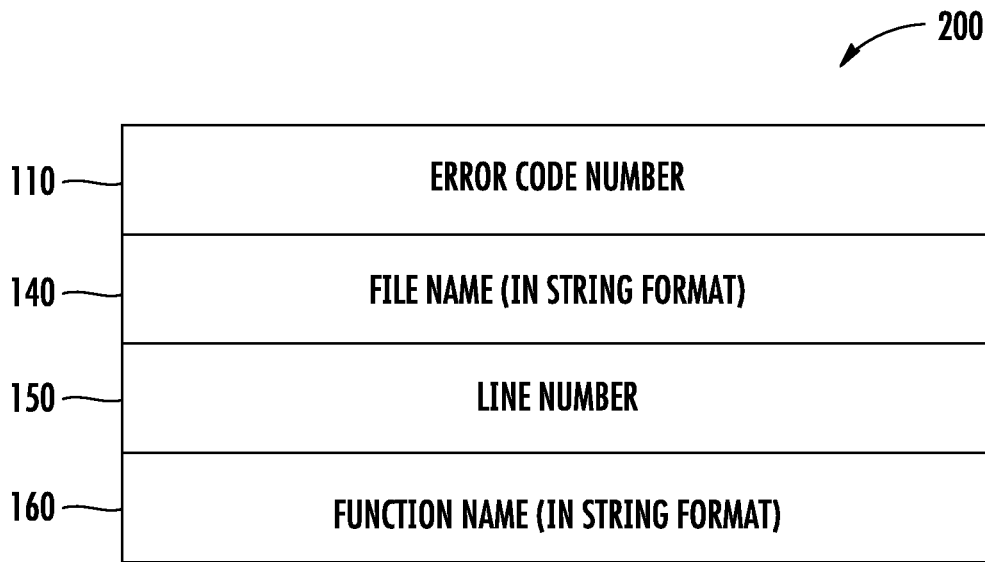 200
110 ERROR CODE NUMBER
140 FILE NAME (IN STRING FORMAT)
150 LINE NUMBER
160 FUNCTION NAME (IN STRING FORMAT)